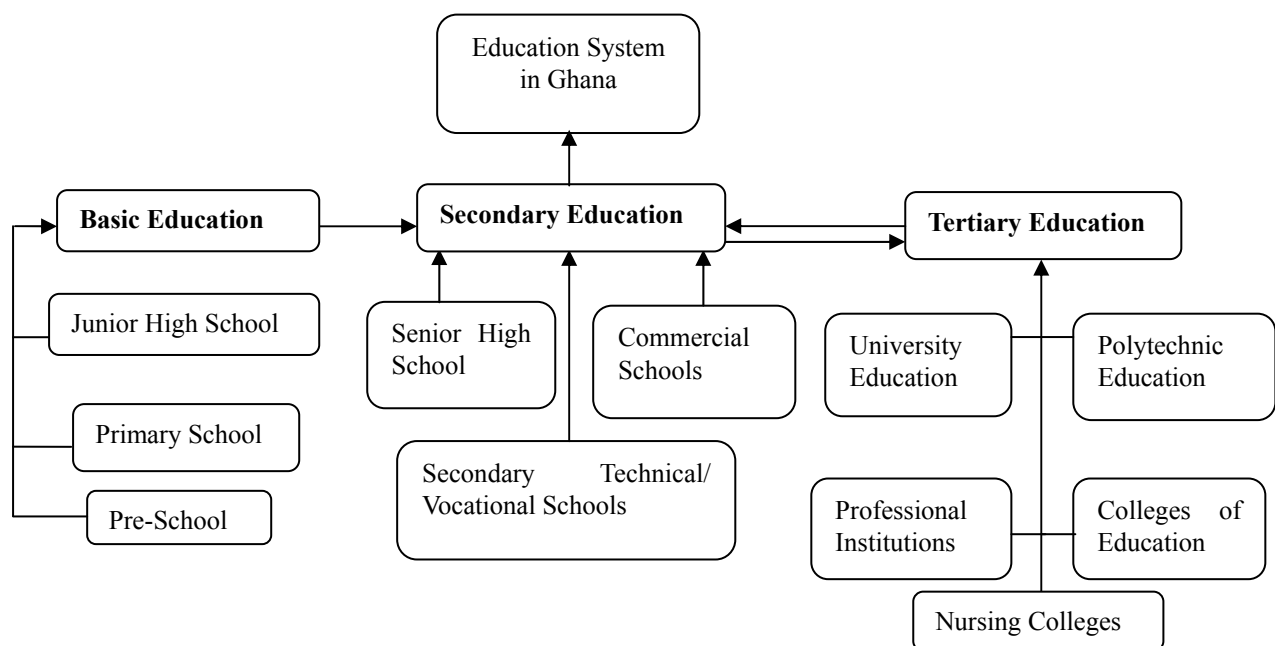 Education System
in Ghana
Basic Education
Secondary Education
Tertiary Education
Junior High School
Primary School
Pre-School
Senior High
School
Commercial
Schools
Secondary Technical/
Vocational Schools
University
Education
Polytechnic
Education
Professional
Institutions
Colleges of
Education
Nursing Colleges